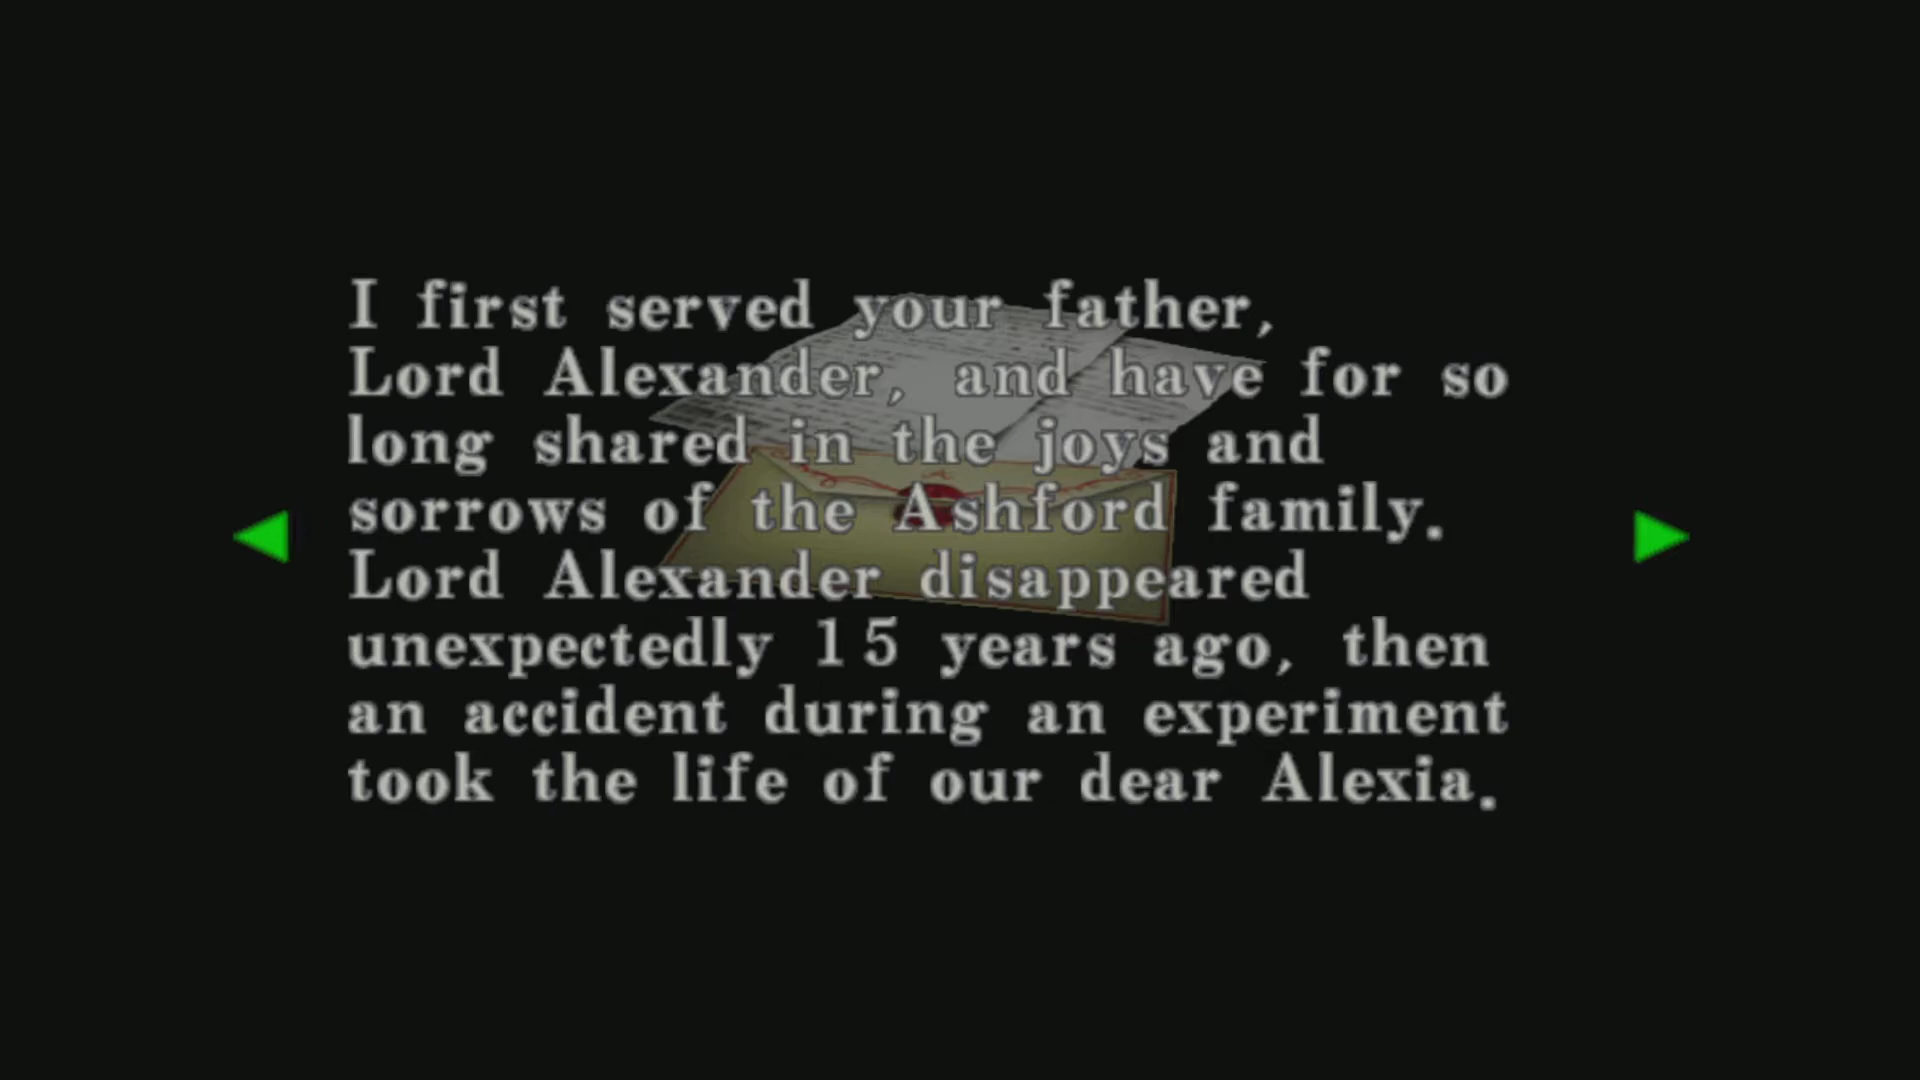 I first served your father,
Lord Alexander, and have for so
long shared in the joys and
sorrows of the Ashford family.
Lord Alexander disappeared
unexpectedly 15 years ago, then
an accident during an experiment
took the life of our dear Alexia.